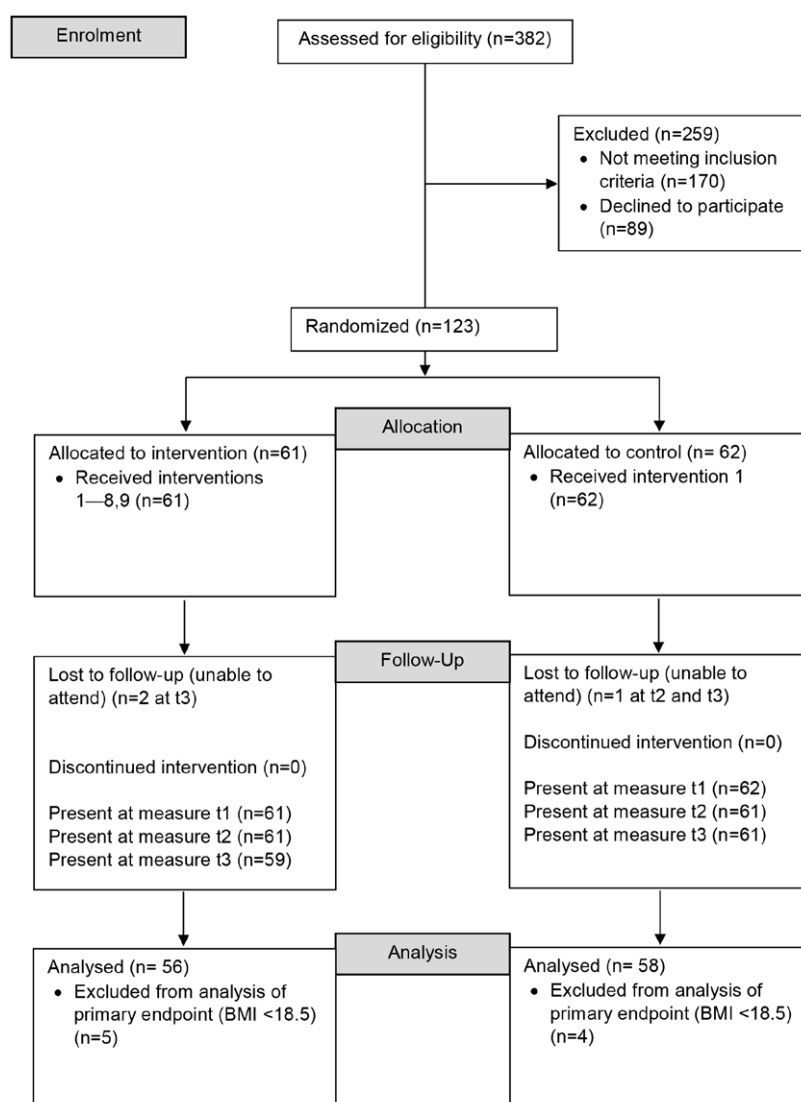 Enrolment
Assessed for eligibility (n=382)
Excluded (n=259)
• Not meeting inclusion
criteria (n=170)
• Declined to participate
(n=89)
Randomized (n=123)
Allocation
Allocated to intervention (n=61)
• Received interventions
1—8,9 (n=61)
Allocated to control (n= 62)
• Received intervention 1
(n=62)
Follow-Up
Lost to follow-up (unable to
attend) (n=2 at t3)
Discontinued intervention (n=0)
Present at measure t1 (n=61)
Present at measure t2 (n=61)
Present at measure t3 (n=59)
Lost to follow-up (unable to
attend) (n=1 at t2 and t3)
Discontinued intervention (n=0)
Present at measure t1 (n=62)
Present at measure t2 (n=61)
Present at measure t3 (n=61)
Analysis
Analysed (n= 56)
• Excluded from analysis of
primary endpoint (BMI <18.5)
(n=5)
Analysed (n= 58)
• Excluded from analysis of
primary endpoint (BMI <18.5)
(n=4)